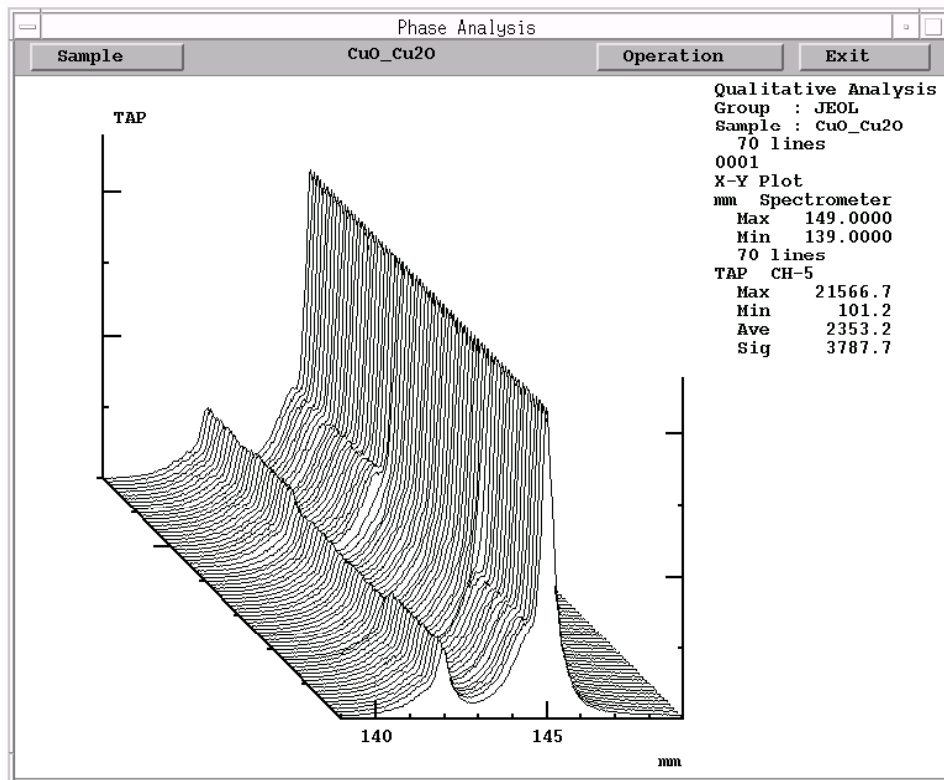 Phase Analysis
Sample CuO_Cu2O Operation Exit
TAP
Qualitative Analysis
Group : JEOL
Sample : CuO_Cu2O
70 lines
0001
X-Y Plot
mm Spectrometer
Max 149.0000
Min 139.0000
70 lines
TAP CH-5
Max 21566.7
Min 101.2
Ave 2353.2
Sig 3787.7
140 145
mm